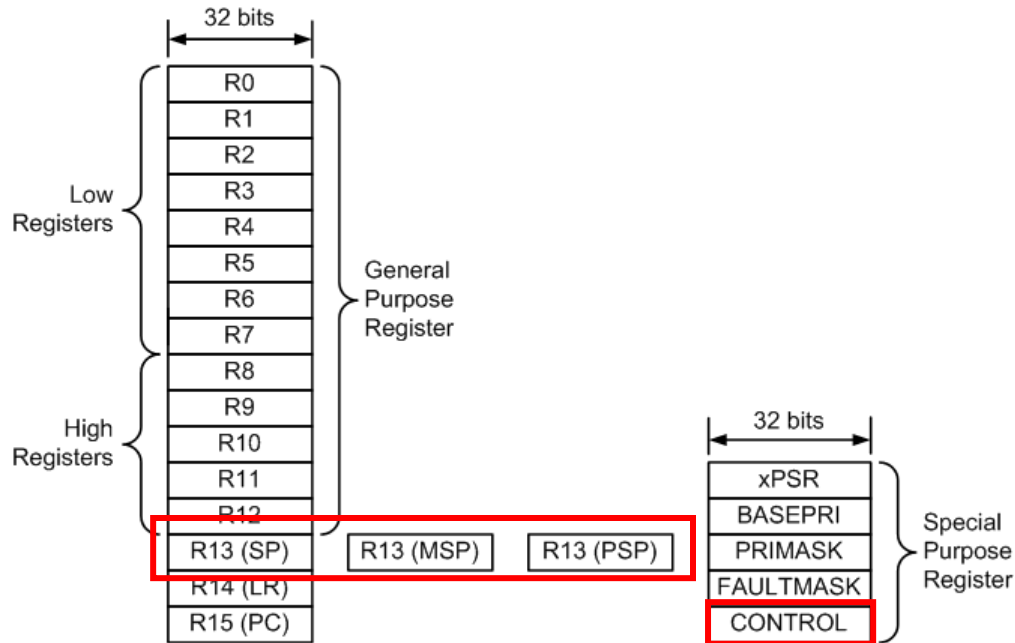 32 bits
R0
R1
R2
R3
R4
R5
R6
R7
R8
R9
R10
R11
R12
R13 (SP)
R14 (LR)
R15 (PC)
Low
Registers
High
Registers
General
Purpose
Register
R13 (MSP)
R13 (PSP)
32 bits
xPSR
BASEPRI
PRIMASK
FAULTMASK
CONTROL
Special
Purpose
Register